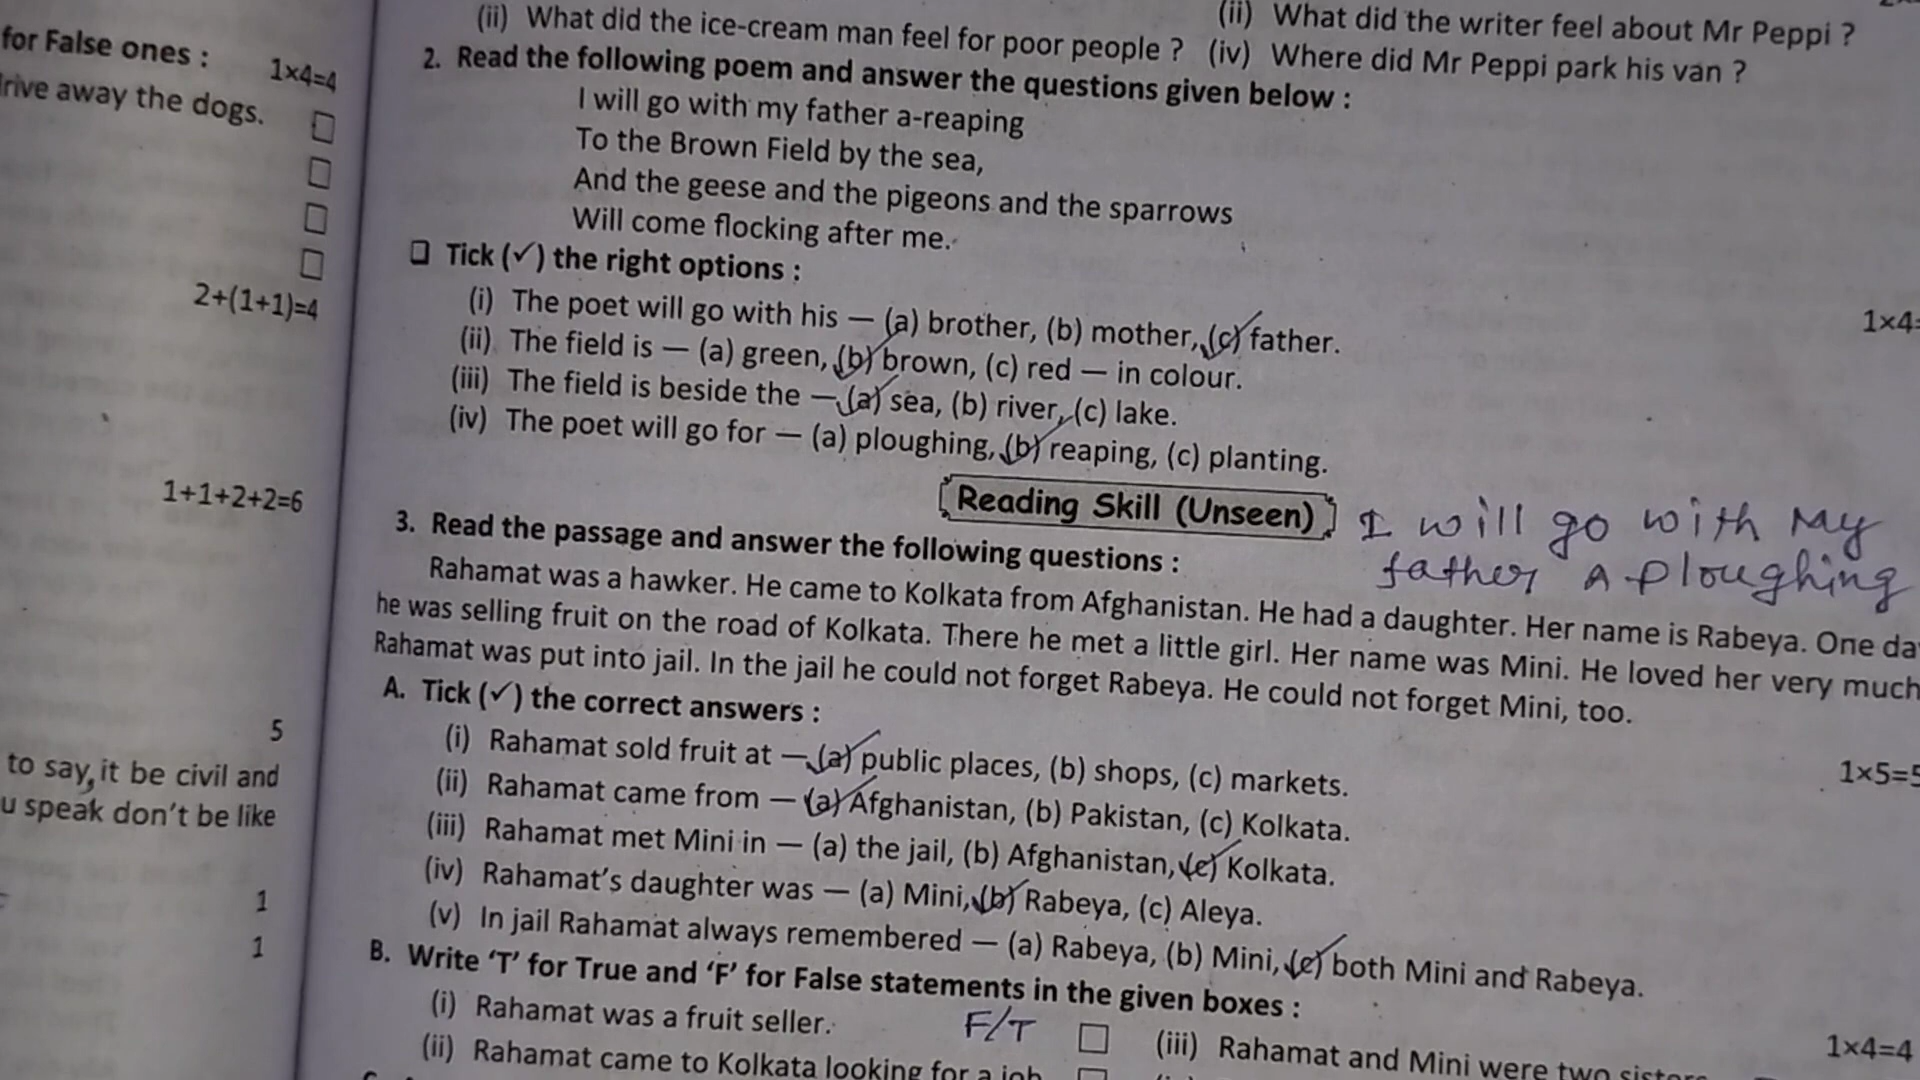 for False ones :
1×4=4
drive away the dogs.
2+(1+1)=4
1+1+2+2=6
5
to say, it be civil and
u speak don't be like
1
1
(ii) What did the ice-cream man feel for poor people ?
(ii) What did the writer feel about Mr Peppi ?
(iv) Where did Mr Peppi park his van ?
2. Read the following poem and answer the questions given below :
I will go with my father a-reaping
To the Brown Field by the sea,
And the geese and the pigeons and the sparrows
Will come flocking after me.
❑ Tick (✓) the right options :
1×4=
(i) The poet will go with his — (a) brother, (b) mother, (c) father.
(ii) The field is — (a) green, (b) brown, (c) red — in colour.
(iii) The field is beside the — (a) sea, (b) river, (c) lake.
(iv) The poet will go for — (a) ploughing, (b) reaping, (c) planting.
Reading Skill (Unseen)
I will go with My
father A-Ploughing
3. Read the passage and answer the following questions :
Rahamat was a hawker. He came to Kolkata from Afghanistan. He had a daughter. Her name is Rabeya. One da
he was selling fruit on the road of Kolkata. There he met a little girl. Her name was Mini. He loved her very much
Rahamat was put into jail. In the jail he could not forget Rabeya. He could not forget Mini, too.
A. Tick (✓) the correct answers :
1×5=5
(i) Rahamat sold fruit at — (a) public places, (b) shops, (c) markets.
(ii) Rahamat came from — (a) Afghanistan, (b) Pakistan, (c) Kolkata.
(iii) Rahamat met Mini in — (a) the jail, (b) Afghanistan, (c) Kolkata.
(iv) Rahamat's daughter was — (a) Mini, (b) Rabeya, (c) Aleya.
(v) In jail Rahamat always remembered — (a) Rabeya, (b) Mini, (c) both Mini and Rabeya.
B. Write 'T' for True and 'F' for False statements in the given boxes :
1×4=4
(i) Rahamat was a fruit seller.
F/T
(iii) Rahamat and Mini were two sisters
(ii) Rahamat came to Kolkata looking for a job